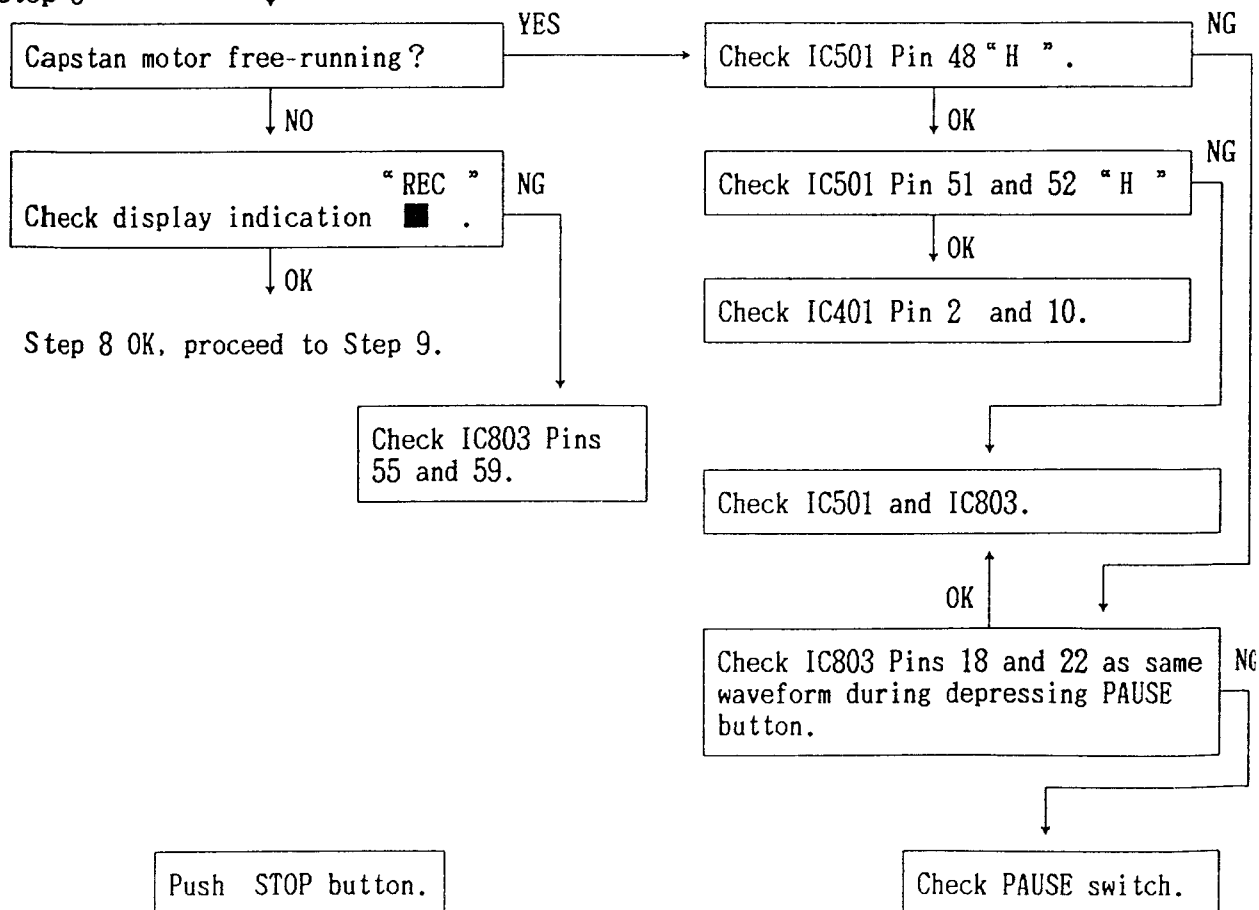 YES
NG
Capstan motor free-running?
Check IC501 Pin 48 "H".
NO
OK
NG
"REC"
NG
Check display indication ■ .
Check IC501 Pin 51 and 52 "H"
OK
OK
Check IC401 Pin 2 and 10.
Step 8 OK, proceed to Step 9.
Check IC803 Pins
55 and 59.
Check IC501 and IC803.
OK
Check IC803 Pins 18 and 22 as same
waveform during depressing PAUSE
button.
NG
Push STOP button.
Check PAUSE switch.